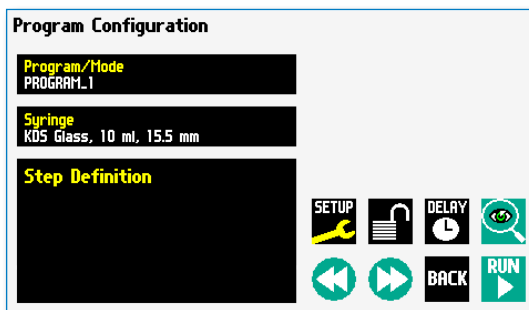 Program Configuration
Program/Mode
PROGRAM_1
Syringe
KDS Glass, 10 ml, 15.5 mm
Step Definition
SETUP
DELAY
BACK
RUN